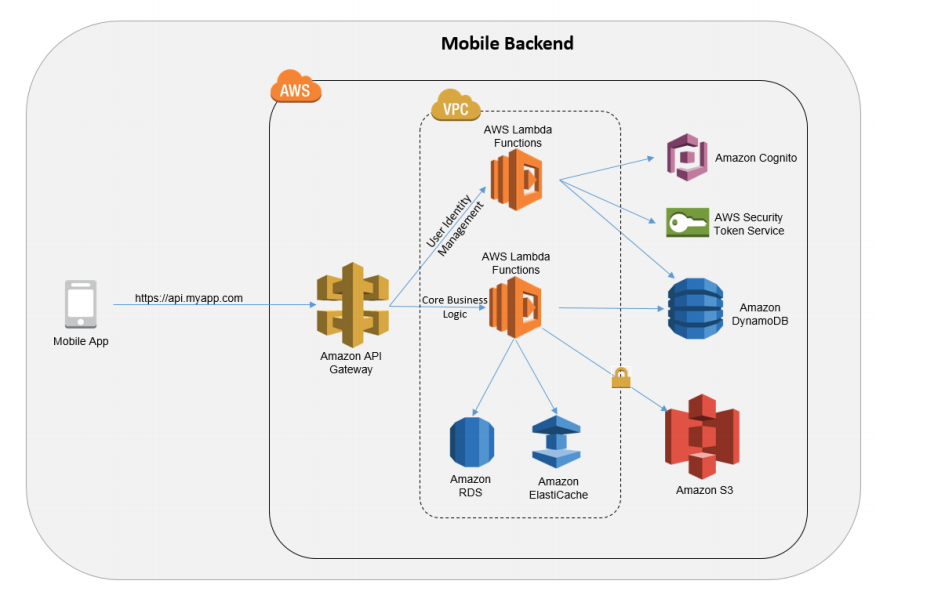 Mobile Backend
AWS
VPC
AWS Lambda
Functions
Amazon Cognito
User Identity
Management
AWS Security
Token Service
AWS Lambda
Functions
https://api.myapp.com
Core Business
Logic
Amazon
DynamoDB
Mobile App
Amazon API
Gateway
Amazon
RDS
Amazon
ElastiCache
Amazon S3